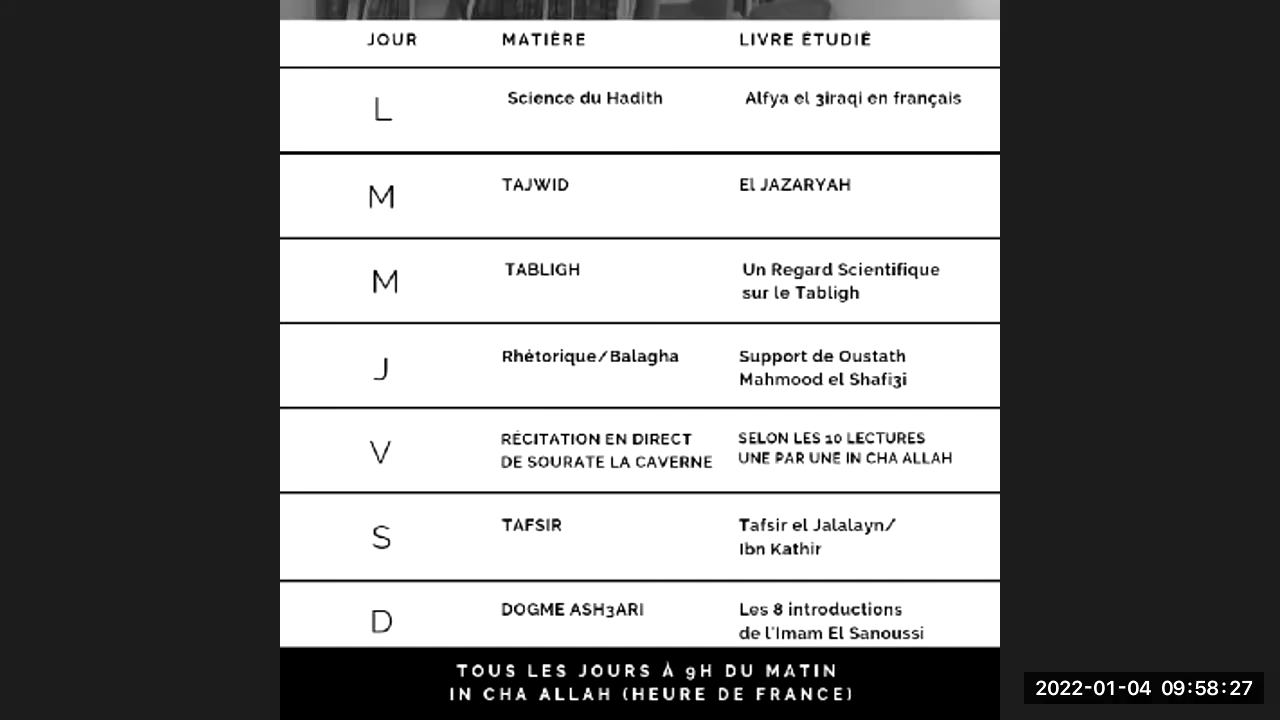 JOUR MATIÈRE LIVRE ÉTUDIÉ
L Science du Hadith Alfya el 3iraqi en français
M TAJWID El JAZARYAH
M TABLIGH Un Regard Scientifique
sur le Tabligh
J Rhétorique/Balagha Support de Oustath
Mahmood el Shafi3i
V RÉCITATION EN DIRECT SELON LES 10 LECTURES
DE SOURATE LA CAVERNE UNE PAR UNE IN CHA ALLAH
S TAFSIR Tafsir el Jalalayn/
Ibn Kathir
D DOGME ASH3ARI Les 8 introductions
de l'Imam El Sanoussi
TOUS LES JOURS À 9H DU MATIN
IN CHA ALLAH (HEURE DE FRANCE)
2022-01-04 09:58:27